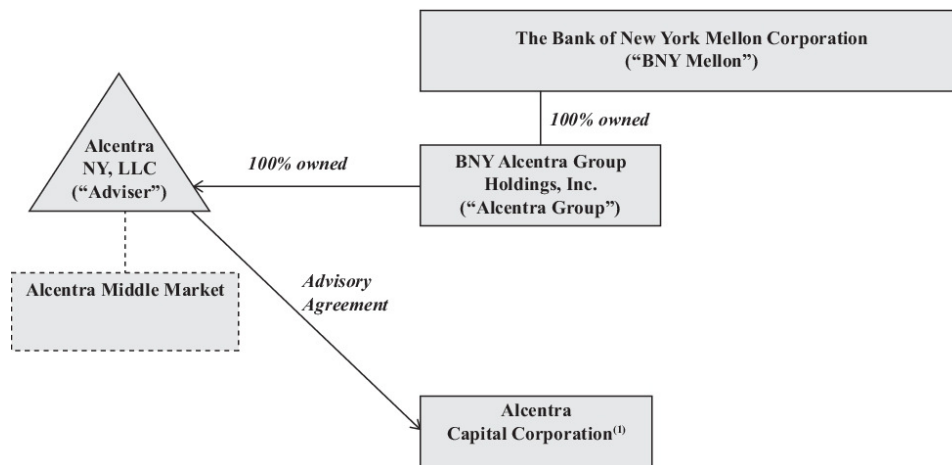 The Bank of New York Mellon Corporation
(“BNY Mellon”)
100% owned
Alcentra
NY, LLC
(“Adviser”)
100% owned
BNY Alcentra Group
Holdings, Inc.
(“Alcentra Group”)
Alcentra Middle Market
Advisory
Agreement
Alcentra
Capital Corporation(1)